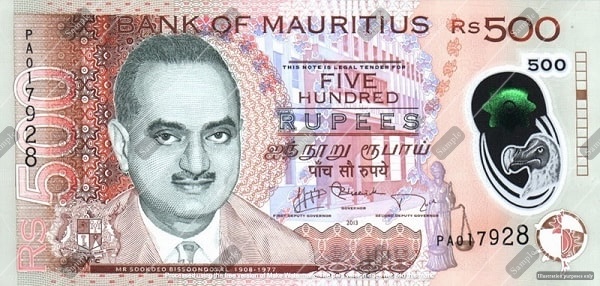 BANK OF MAURITIUS
Rs 500
PA017928
THIS NOTE IS LEGAL TENDER FOR
500
FIVE
HUNDRED
RUPEES
ஐந்நூறு ரூபாய்
पाँच सौ रुपये
GOVERNOR
FIRST DEPUTY GOVERNOR
SECOND DEPUTY GOVERNOR
2013
RS 500
PA017928
MR SOOKDEO BISSOONDOYAL, 1908-1977
Illustrated purposes only